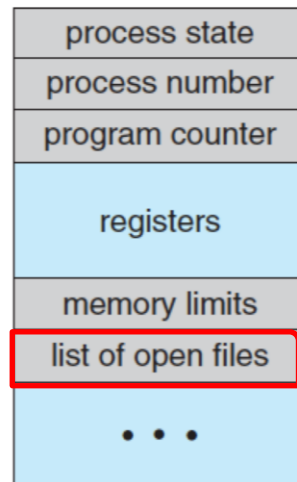 process state
process number
program counter
registers
memory limits
list of open files
• • •